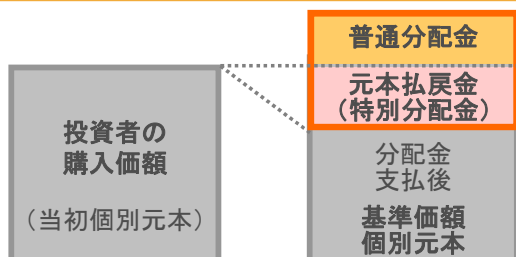 普通分配金
元本払戻金
（特別分配金）
投資者の
購入価額
（当初個別元本）
分配金
支払後
基準価額
個別元本